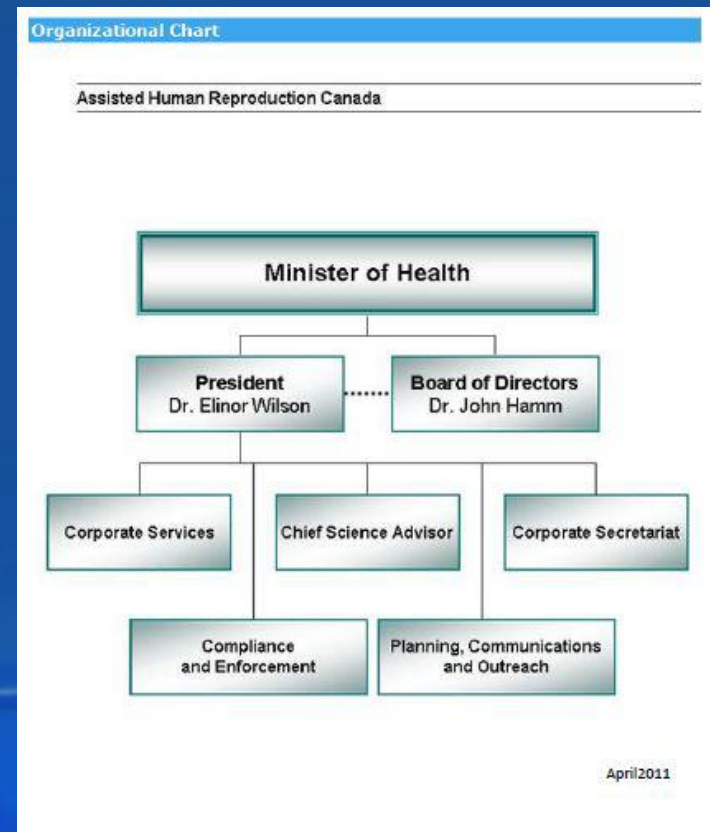 Organizational Chart
Assisted Human Reproduction Canada
Minister of Health
President
Dr. Elinor Wilson
Board of Directors
Dr. John Hamm
Corporate Services
Chief Science Advisor
Corporate Secretariat
Compliance
and Enforcement
Planning, Communications
and Outreach
April2011